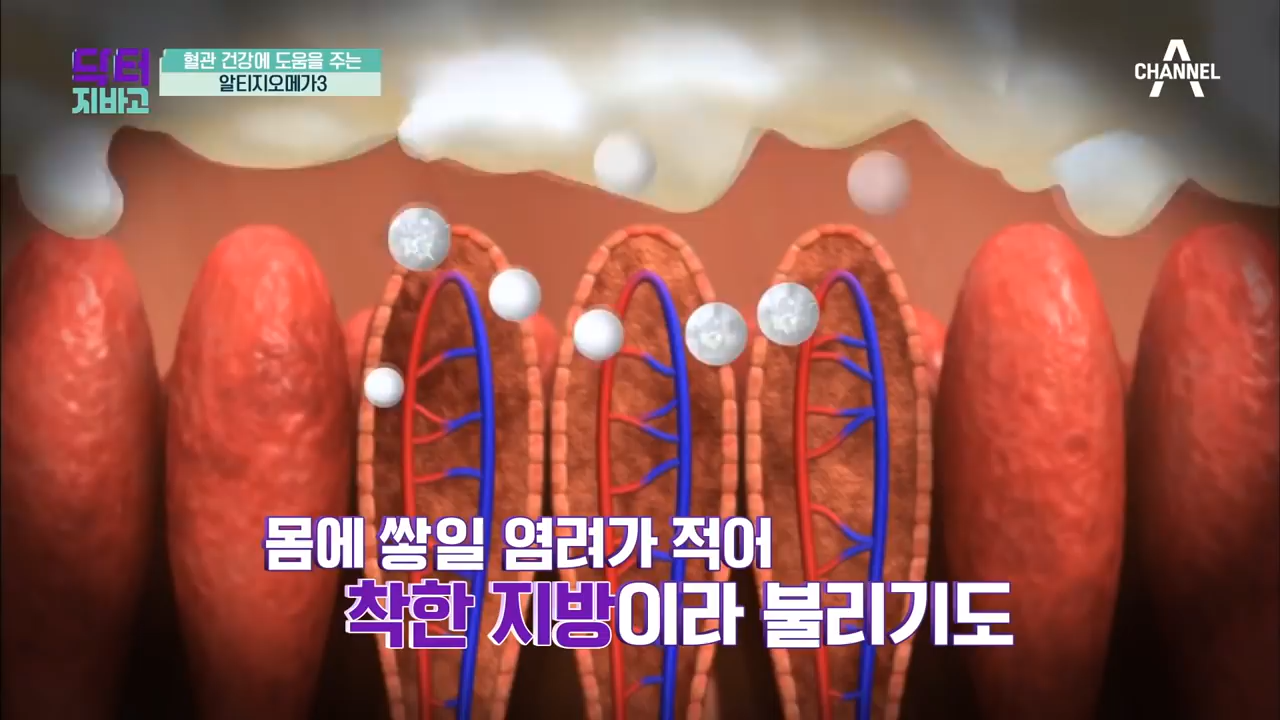 닥터
지바고
혈관 건강에 도움을 주는
알티지오메가3
CHANNEL A
몸에 쌓일 염려가 적어
착한 지방이라 불리기도